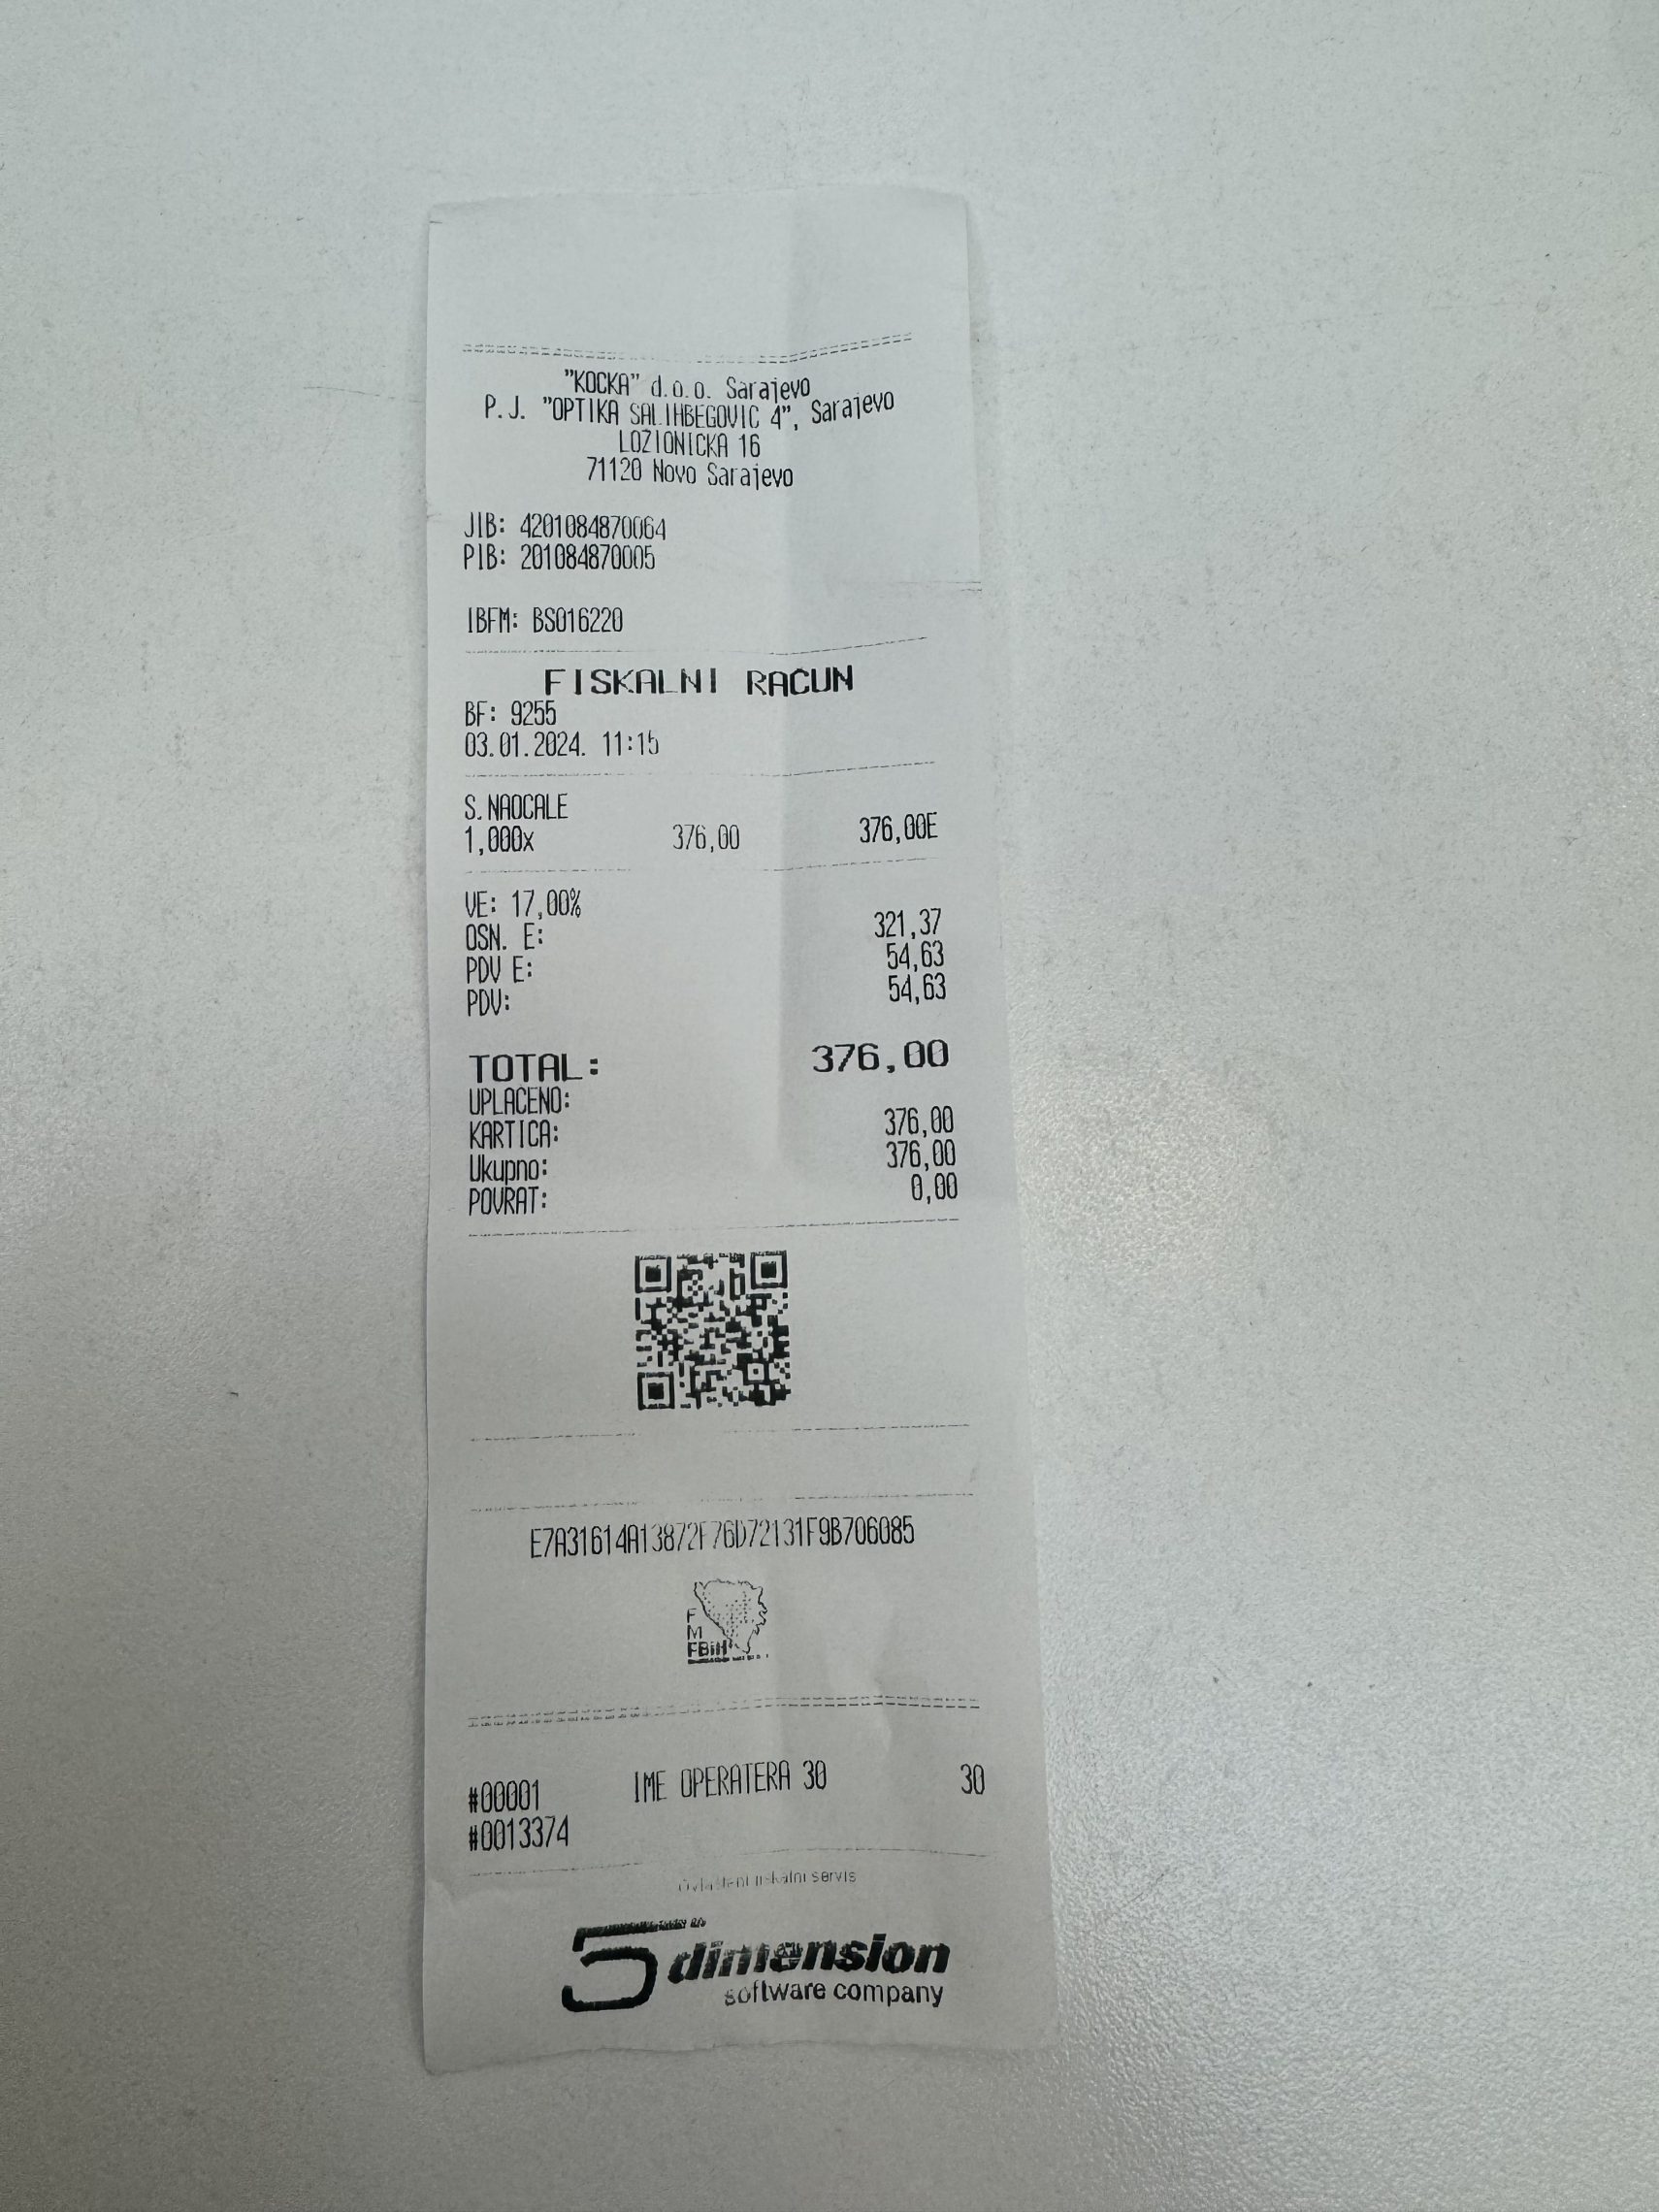 "KOCKA" d.o.o. Sarajevo
P.J. "OPTIKA SALIHBEGOVIC 4", Sarajevo
LOZIONICKA 16
71120 Novo Sarajevo
JIB: 4201084870064
PIB: 201084870005
IBFM: BS016220
FISKALNI RAČUN
BF: 9255
03.01.2024. 11:15
S.NAOCALE
1,000x 376,00 376,00E
VE: 17,00%
OSN. E: 321,37
PDV E: 54,63
PDV: 54,63
TOTAL: 376,00
UPLAĆENO:
KARTICA: 376,00
Ukupno: 376,00
POVRAT: 0,00
E7A31614A13872F76D72131F9B706085
F
M
FBiH
#00001 IME OPERATERA 30 30
#0013374
Ovlašteni fiskalni servis
5 dimension
software company